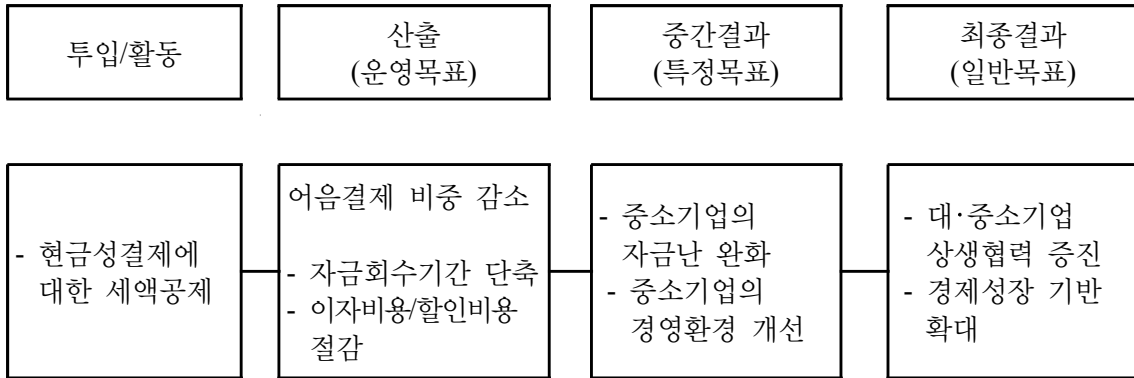 투입/활동
산출
(운영목표)
중간결과
(특정목표)
최종결과
(일반목표)
- 현금성결제에
대한 세액공제
어음결제 비중 감소
- 자금회수기간 단축
- 이자비용/할인비용
절감
- 중소기업의
자금난 완화
- 중소기업의
경영환경 개선
- 대·중소기업
상생협력 증진
- 경제성장 기반
확대